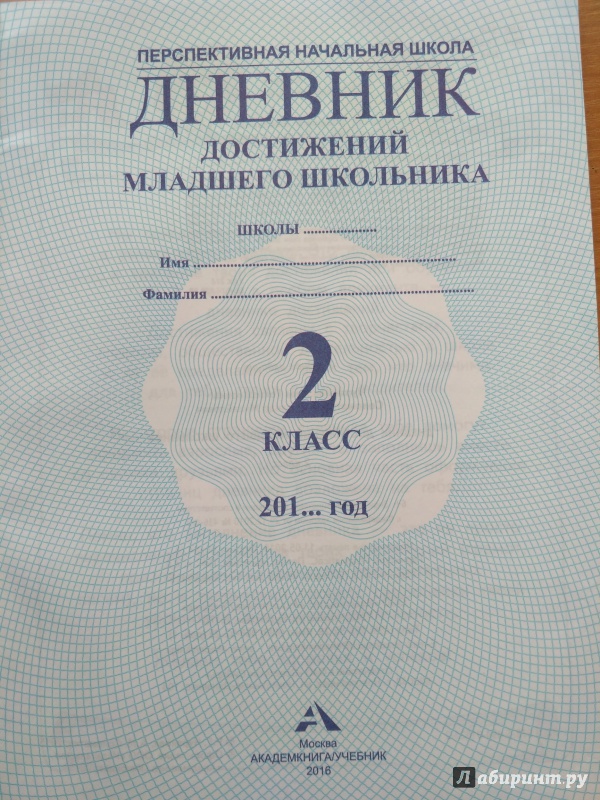 ПЕРСПЕКТИВНАЯ НАЧАЛЬНАЯ ШКОЛА
ДНЕВНИК
ДОСТИЖЕНИЙ
МЛАДШЕГО ШКОЛЬНИКА
ШКОЛЫ ....................
Имя ........................................................................
Фамилия ........................................................................
2
КЛАСС
201... год
Москва
АКАДЕМКНИГА/УЧЕБНИК
2016
Лабиринт.ру